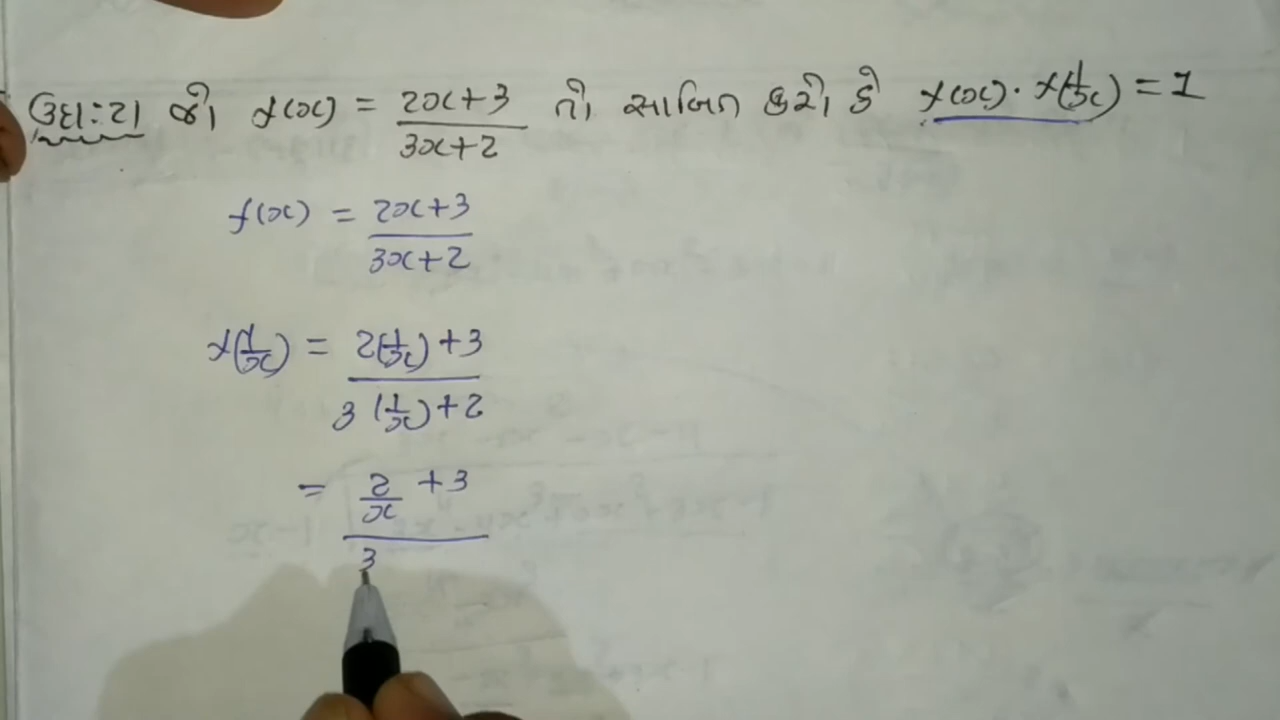 ઉદા:૨ા જો f(x) = 2x+3 / 3x+2 તો સાબિત કરો કે f(x)·f(1/x) = 1
f(x) = 2x+3 / 3x+2
f(1/x) = 2(1/x)+3 / 3(1/x)+2
= 2/x +3 / 3